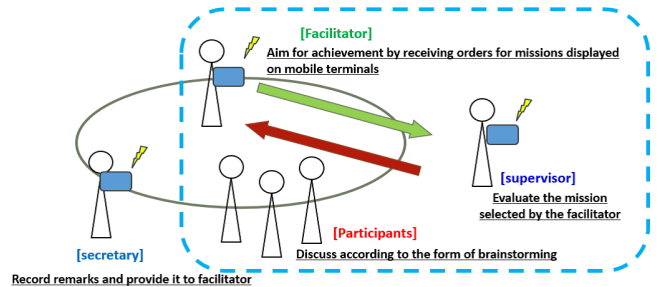 [Facilitator]
Aim for achievement by receiving orders for missions displayed
on mobile terminals
[supervisor]
Evaluate the mission
selected by the facilitator
[Participants]
Discuss according to the form of brainstorming
[secretary]
Record remarks and provide it to facilitator